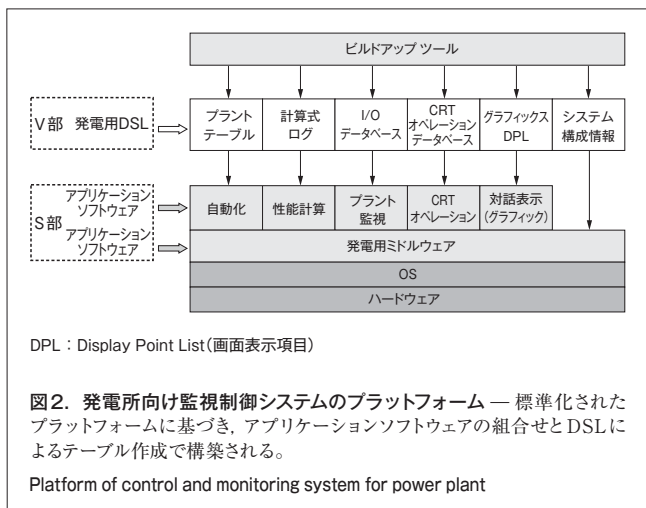 ビルドアップ ツール
V部 発電用DSL
プラント
テーブル
計算式
ログ
I/O
データベース
CRT
オペレーション
データベース
グラフィックス
DPL
システム
構成情報
S部
アプリケーション
ソフトウェア
アプリケーション
ソフトウェア
自動化
性能計算
プラント
監視
CRT
オペレーション
対話表示
(グラフィック)
発電用ミドルウェア
OS
ハードウェア
DPL：Display Point List(画面表示項目)
図2．発電所向け監視制御システムのプラットフォーム — 標準化された
プラットフォームに基づき，アプリケーションソフトウェアの組合せとDSLに
よるテーブル作成で構築される。
Platform of control and monitoring system for power plant